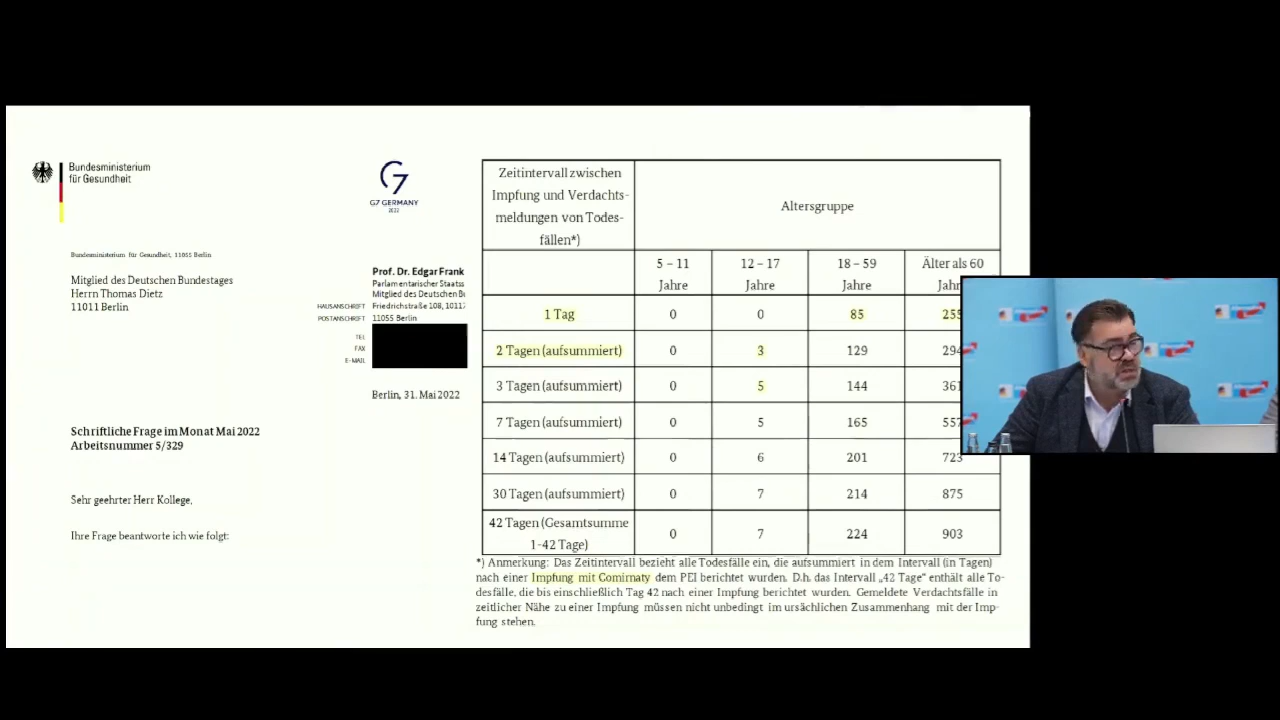 Bundesministerium
für Gesundheit
G7 GERMANY
2022
Bundesministerium für Gesundheit, 11055 Berlin
Mitglied des Deutschen Bundestages
Herrn Thomas Dietz
11011 Berlin
Prof. Dr. Edgar Frank
Parlamentarischer Staatss
Mitglied des Deutschen Bu
HAUSANSCHRIFT Friedrichstraße 108, 10117
POSTANSCHRIFT 11055 Berlin
TEL
FAX
E-MAIL
Berlin, 31. Mai 2022
Schriftliche Frage im Monat Mai 2022
Arbeitsnummer 5/329
Sehr geehrter Herr Kollege,
Ihre Frage beantworte ich wie folgt:
Zeitintervall zwischen
Impfung und Verdachts-
meldungen von Todes-
fällen*)
Altersgruppe
5 – 11 Jahre 12 – 17 Jahre 18 – 59 Jahre Älter als 60 Jahre
1 Tag 0 0 85 255
2 Tagen (aufsummiert) 0 3 129 294
3 Tagen (aufsummiert) 0 5 144 361
7 Tagen (aufsummiert) 0 5 165 557
14 Tagen (aufsummiert) 0 6 201 723
30 Tagen (aufsummiert) 0 7 214 875
42 Tagen (Gesamtsumme
1-42 Tage) 0 7 224 903
*) Anmerkung: Das Zeitintervall bezieht alle Todesfälle ein, die aufsummiert in dem Intervall (in Tagen)
nach einer Impfung mit Comirnaty dem PEI berichtet wurden. D.h. das Intervall „42 Tage“ enthält alle To-
desfälle, die bis einschließlich Tag 42 nach einer Impfung berichtet wurden. Gemeldete Verdachtsfälle in
zeitlicher Nähe zu einer Impfung müssen nicht unbedingt im ursächlichen Zusammenhang mit der Imp-
fung stehen.